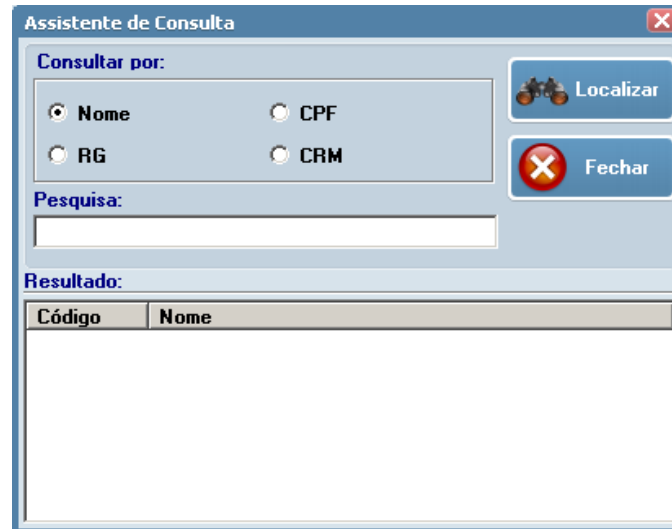 Assistente de Consulta
Consultar por:
Nome
CPF
RG
CRM
Localizar
Fechar
Pesquisa:
Resultado:
Código
Nome